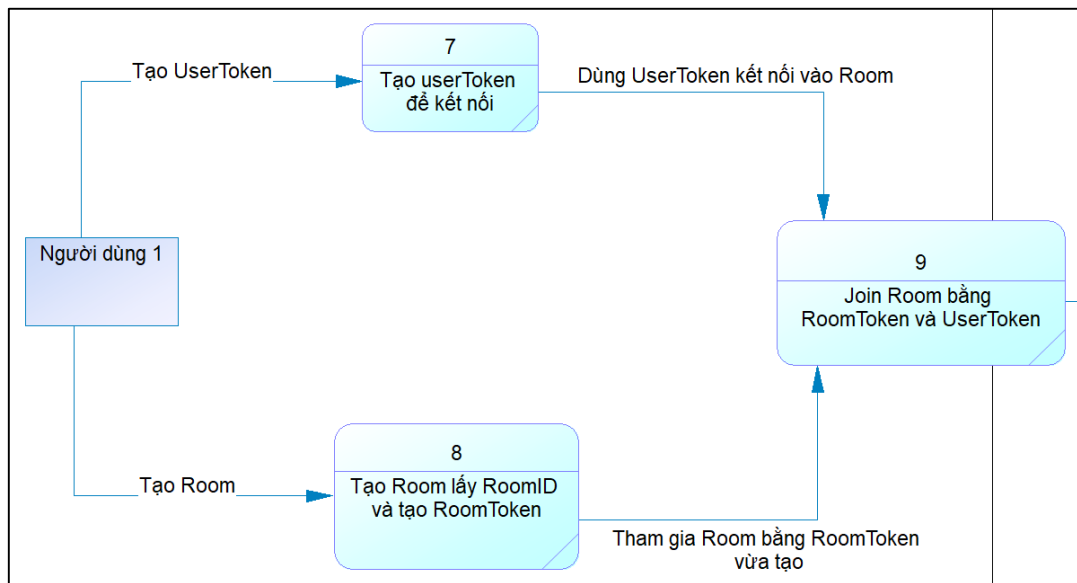 7
Tạo UserToken
Tạo userToken
để kết nối
Dùng UserToken kết nối vào Room
Người dùng 1
9
Join Room bằng
RoomToken và UserToken
8
Tạo Room
Tạo Room lấy RoomID
và tạo RoomToken
Tham gia Room bằng RoomToken
vừa tạo